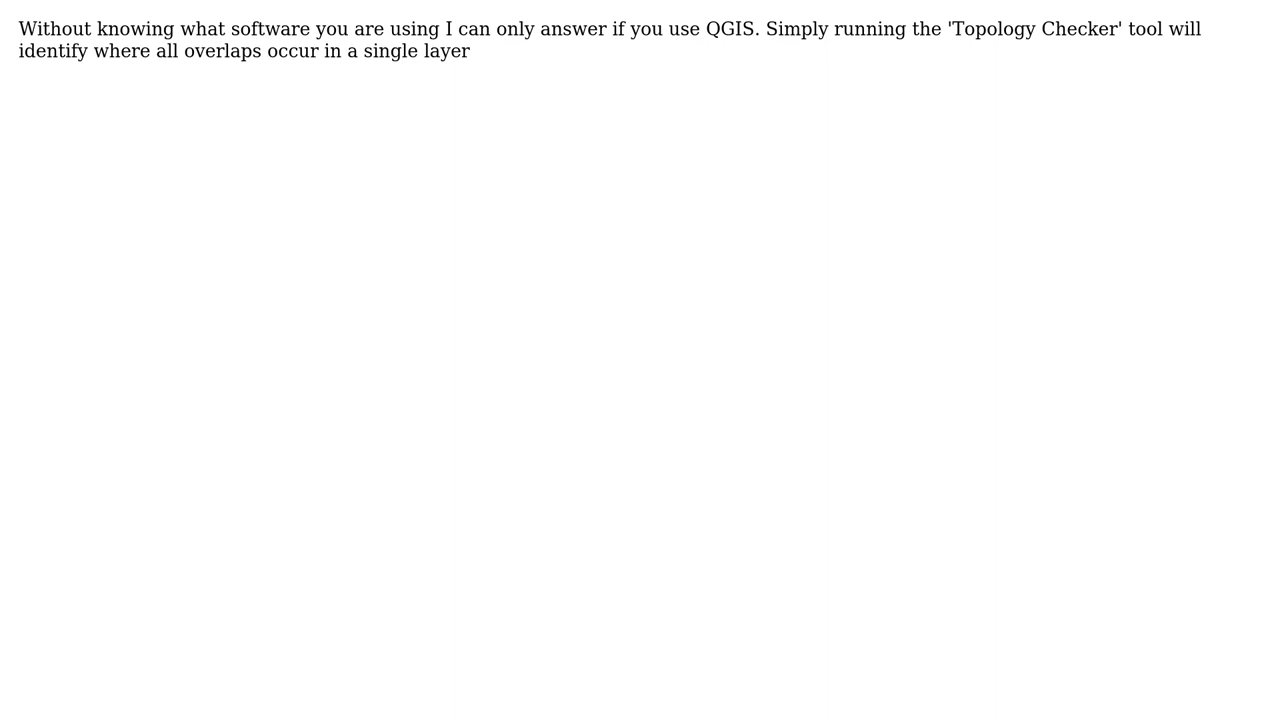 Without knowing what software you are using I can only answer if you use QGIS. Simply running the 'Topology Checker' tool will
identify where all overlaps occur in a single layer